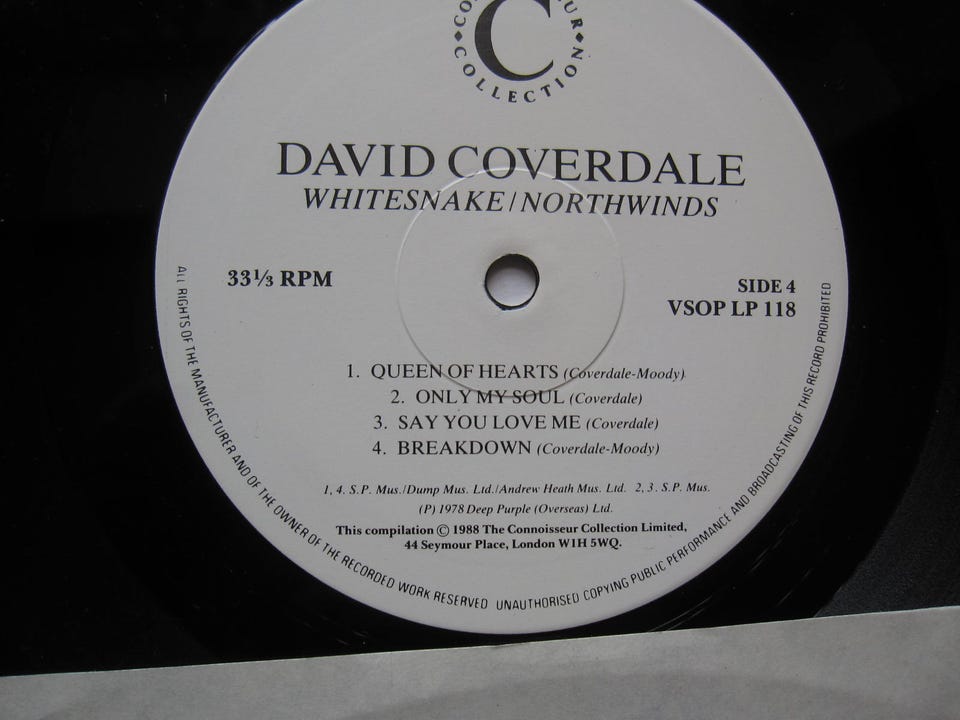 C
COLLECTION
DAVID COVERDALE
WHITESNAKE/NORTHWINDS
33⅓ RPM
SIDE 4
VSOP LP 118
1. QUEEN OF HEARTS (Coverdale-Moody)
2. ONLY MY SOUL (Coverdale)
3. SAY YOU LOVE ME (Coverdale)
4. BREAKDOWN (Coverdale-Moody)
1, 4. S.P. Mus./Dump Mus. Ltd./Andrew Heath Mus. Ltd. 2, 3. S.P. Mus.
(P) 1978 Deep Purple (Overseas) Ltd.
This compilation © 1988 The Connoisseur Collection Limited,
44 Seymour Place, London W1H 5WQ.
ALL RIGHTS OF THE MANUFACTURER AND OF THE OWNER OF THE RECORDED WORK RESERVED UNAUTHORISED COPYING PUBLIC PERFORMANCE AND BROADCASTING OF THIS RECORD PROHIBITED